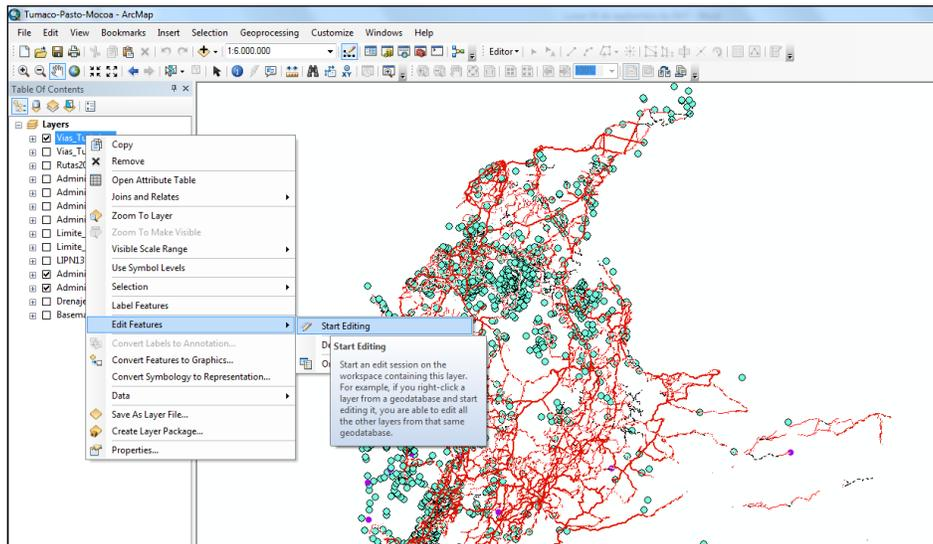 Tumaco-Pasto-Mocoa - ArcMap
File Edit View Bookmarks Insert Selection Geoprocessing Customize Windows Help
1:6.000.000
Editor
Table Of Contents
Layers
Vias_Tu
Vias_Tu
Rutas20
Admini
Admini
Admini
Admini
Limite_
Limite_
LIPN13
Admini
Admini
Drenaje
Basema
Copy
Remove
Open Attribute Table
Joins and Relates
Zoom To Layer
Zoom To Make Visible
Visible Scale Range
Use Symbol Levels
Selection
Label Features
Edit Features
Convert Labels to Annotation...
Convert Features to Graphics...
Convert Symbology to Representation...
Data
Save As Layer File...
Create Layer Package...
Properties...
Start Editing
Start Editing
Start an edit session on the
workspace containing this layer.
For example, if you right-click a
layer from a geodatabase and start
editing it, you are able to edit all
the other layers from that same
geodatabase.